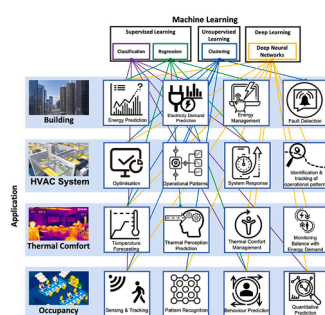 Machine Learning
Supervised Learning
Unsupervised Learning
Deep Learning
Classification
Regression
Clustering
Deep Neural
Networks
Application
Building
Energy Prediction
Electricity Demand
Prediction
Energy
Management
Fault Detection
HVAC System
Optimisation
Operational Patterns
System Response
Identification &
tracking of
operational pattern
Thermal Comfort
Temperature
Forecasting
Thermal Perception
Prediction
Thermal Comfort
Management
Monitoring
Balance with
Energy Demand
Occupancy
Sensing & Tracking
Pattern Recognition
Behaviour Prediction
Quantitative
Prediction